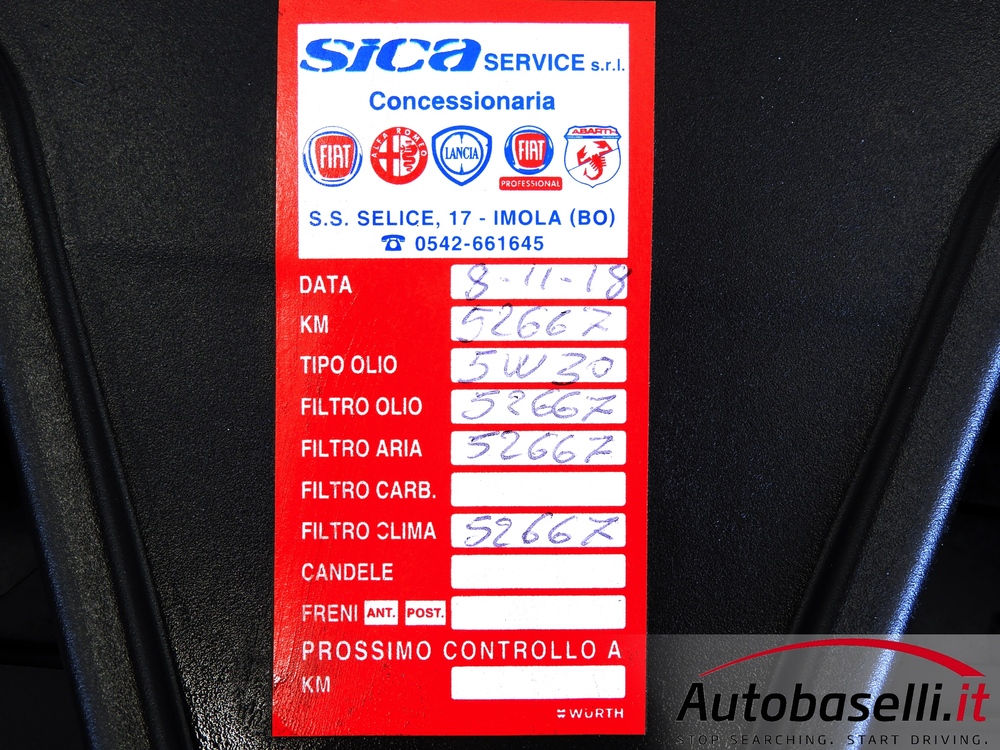 sica SERVICE s.r.l.
Concessionaria
FIAT ALFA ROMEO LANCIA FIAT ABARTH
PROFESSIONAL
S.S. SELICE, 17 - IMOLA (BO)
☎ 0542-661645
DATA 8-11-18
KM 52667
TIPO OLIO 5W30
FILTRO OLIO 52667
FILTRO ARIA 52667
FILTRO CARB.
FILTRO CLIMA 52667
CANDELE
FRENI ANT. POST.
PROSSIMO CONTROLLO A
KM
WÜRTH
Autobaselli.it
STOP SEARCHING. START DRIVING.